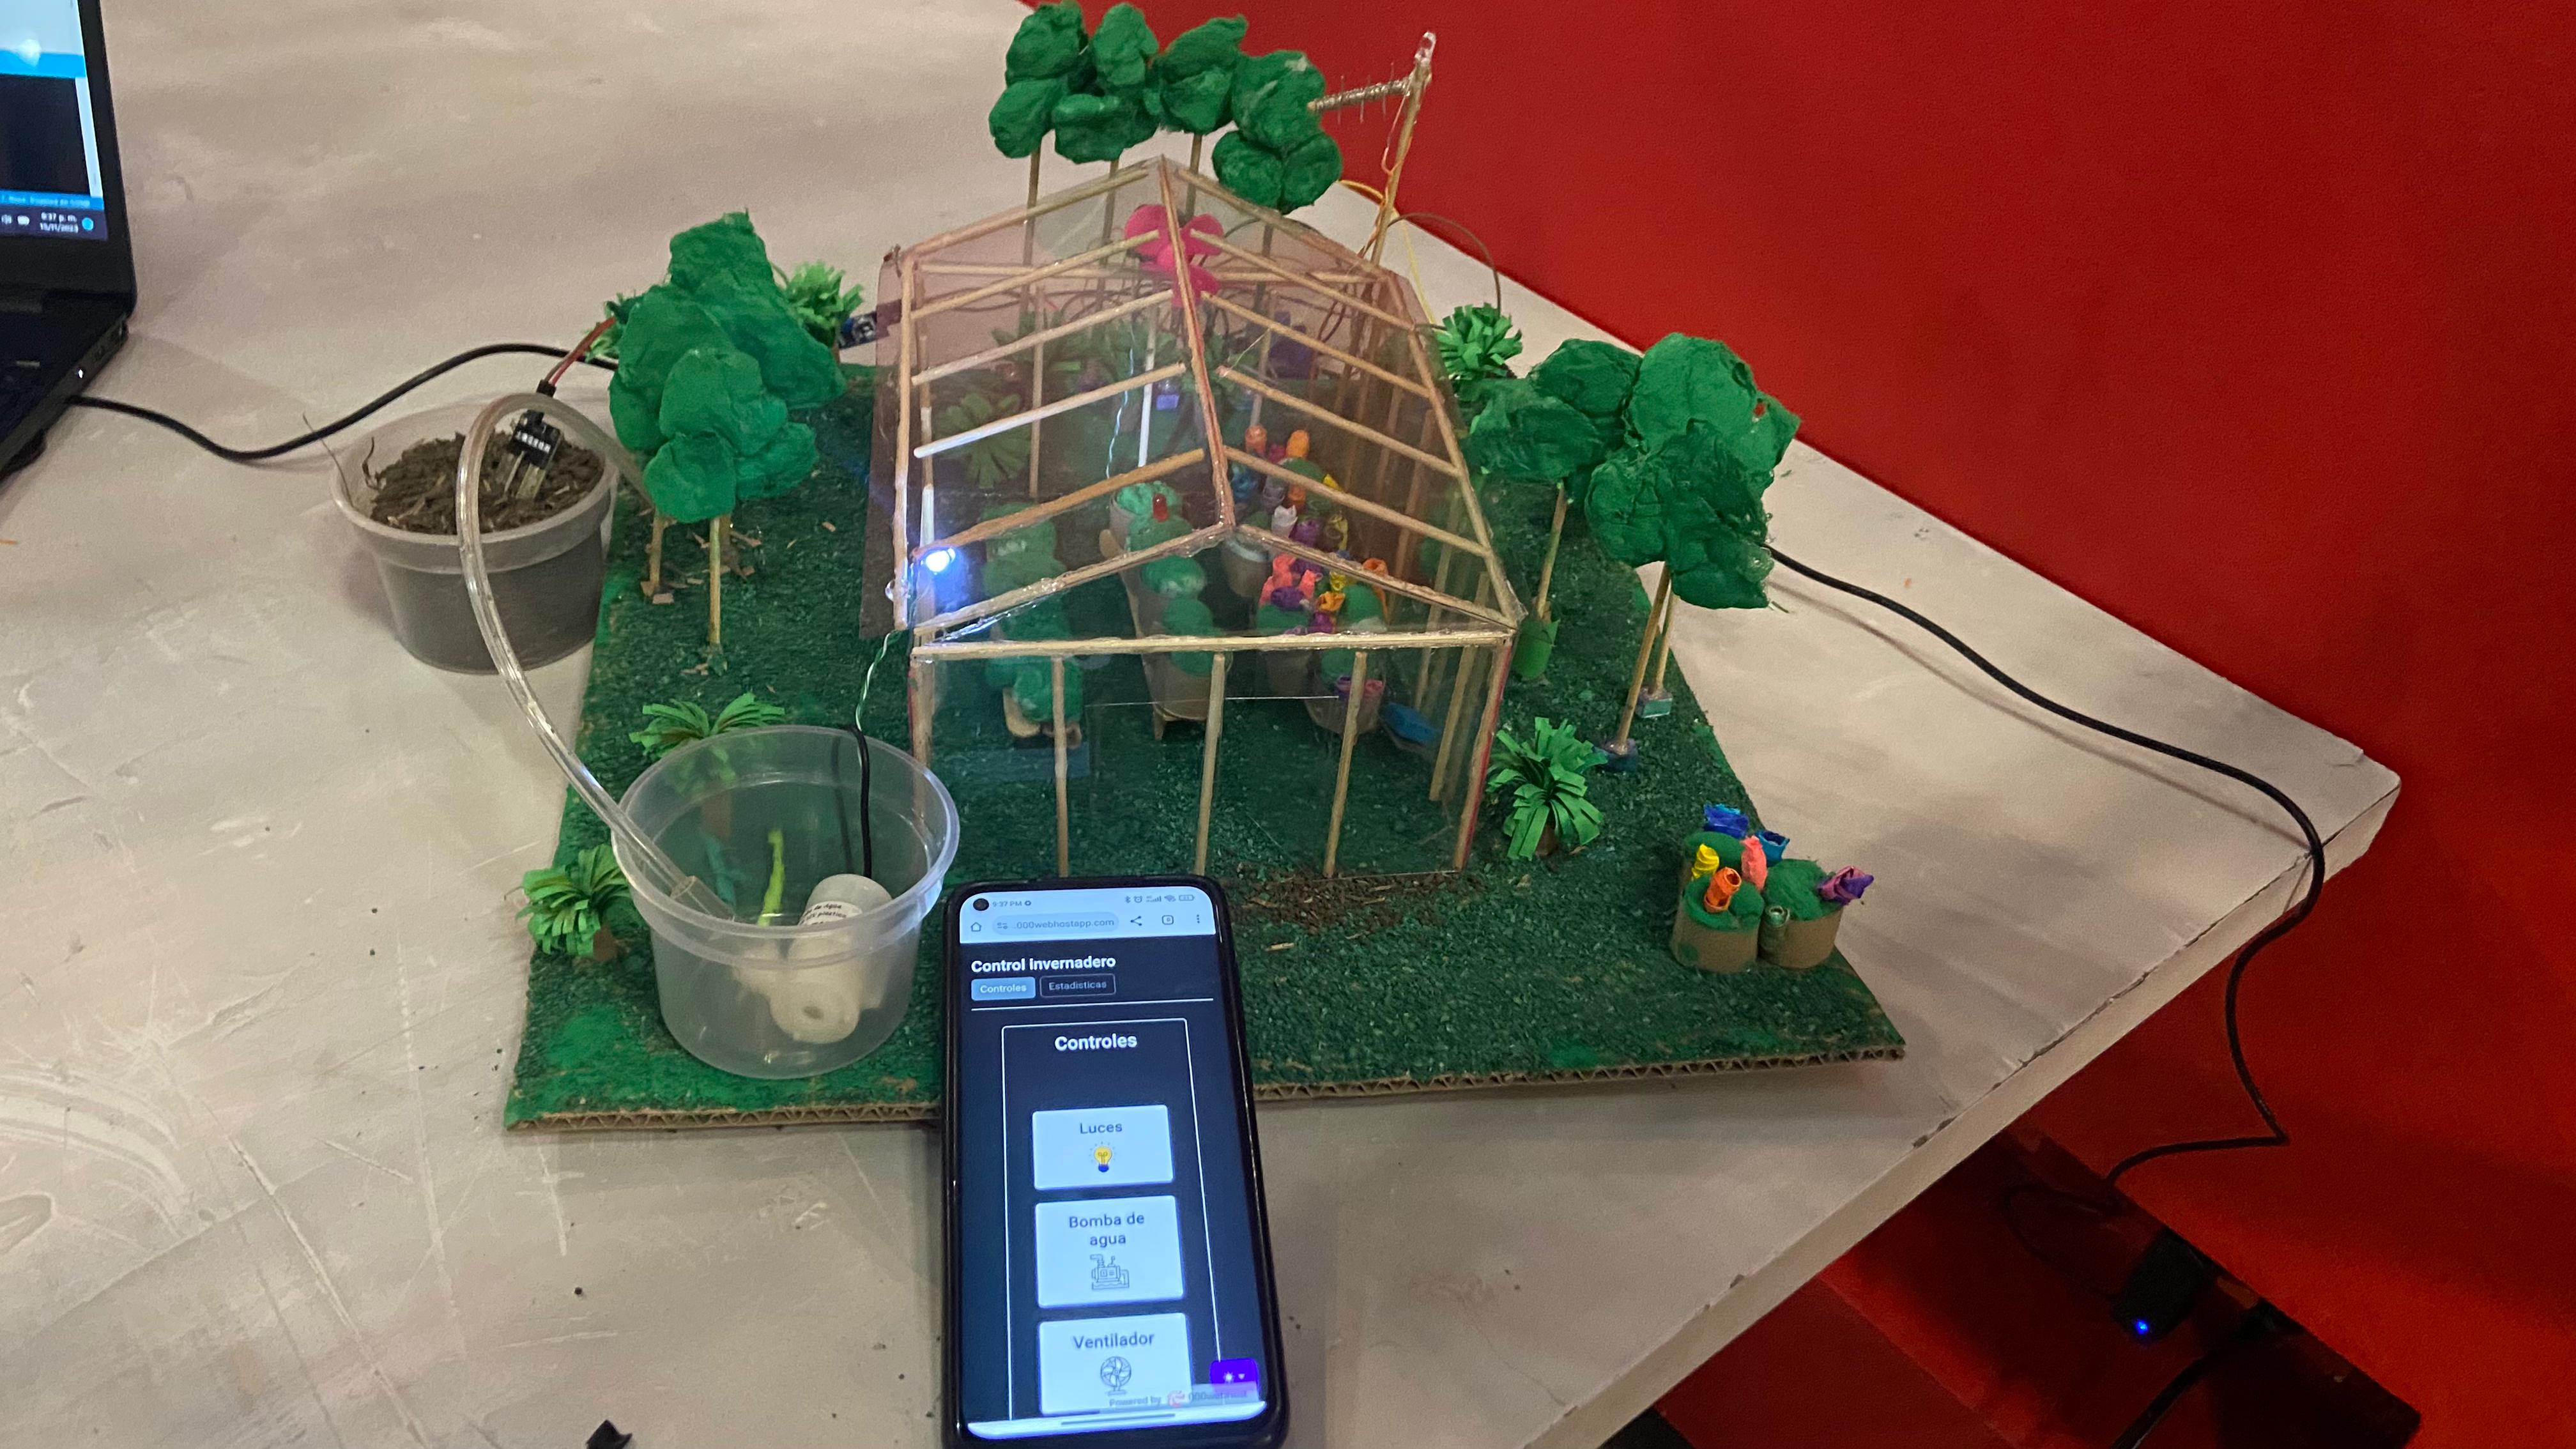 9:37 p. m.
15/11/2023
9:37 PM
..000webhostapp.com
Control invernadero
Controles
Estadisticas
Controles
Luces
Bomba de
agua
Ventilador
Powered by